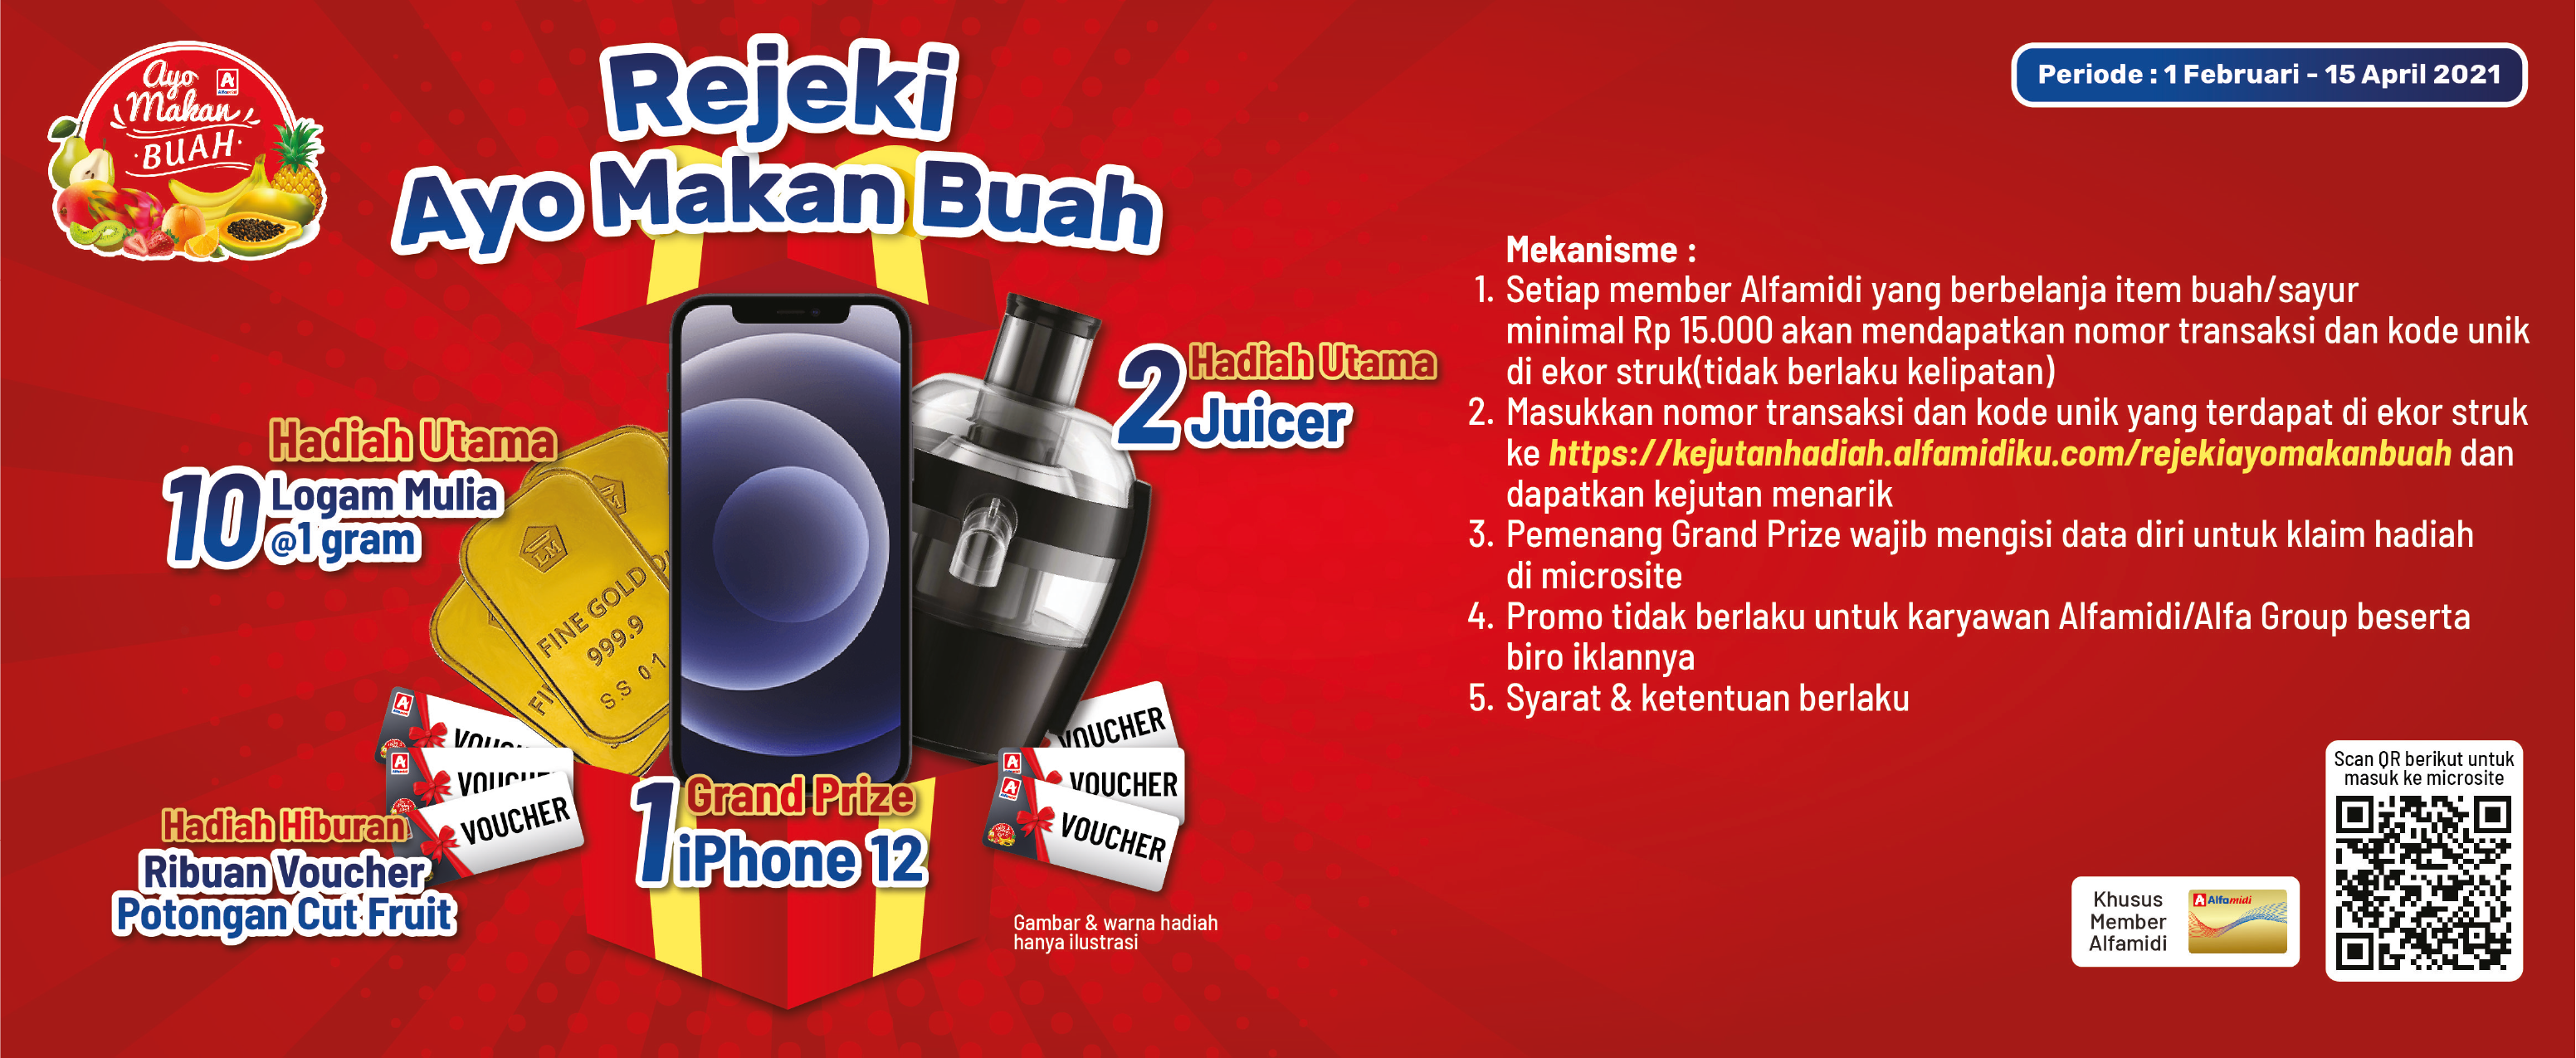 Ayo
Makan
BUAH
Alfamidi
Rejeki
Ayo Makan Buah
Periode : 1 Februari - 15 April 2021
Hadiah Utama
10 Logam Mulia
@1 gram
LM
FINE GOLD
999.9
S.S 0·1
2 Hadiah Utama
Juicer
VOUCHER
VOUCHER
VOUCHER
VOUCHER
Hadiah Hiburan
Ribuan Voucher
Potongan Cut Fruit
1 Grand Prize
iPhone 12
Gambar & warna hadiah
hanya ilustrasi
Mekanisme :
1. Setiap member Alfamidi yang berbelanja item buah/sayur
minimal Rp 15.000 akan mendapatkan nomor transaksi dan kode unik
di ekor struk(tidak berlaku kelipatan)
2. Masukkan nomor transaksi dan kode unik yang terdapat di ekor struk
ke https://kejutanhadiah.alfamidiku.com/rejekiayomakanbuah dan
dapatkan kejutan menarik
3. Pemenang Grand Prize wajib mengisi data diri untuk klaim hadiah
di microsite
4. Promo tidak berlaku untuk karyawan Alfamidi/Alfa Group beserta
biro iklannya
5. Syarat & ketentuan berlaku
Scan QR berikut untuk
masuk ke microsite
Khusus
Member
Alfamidi
Alfamidi